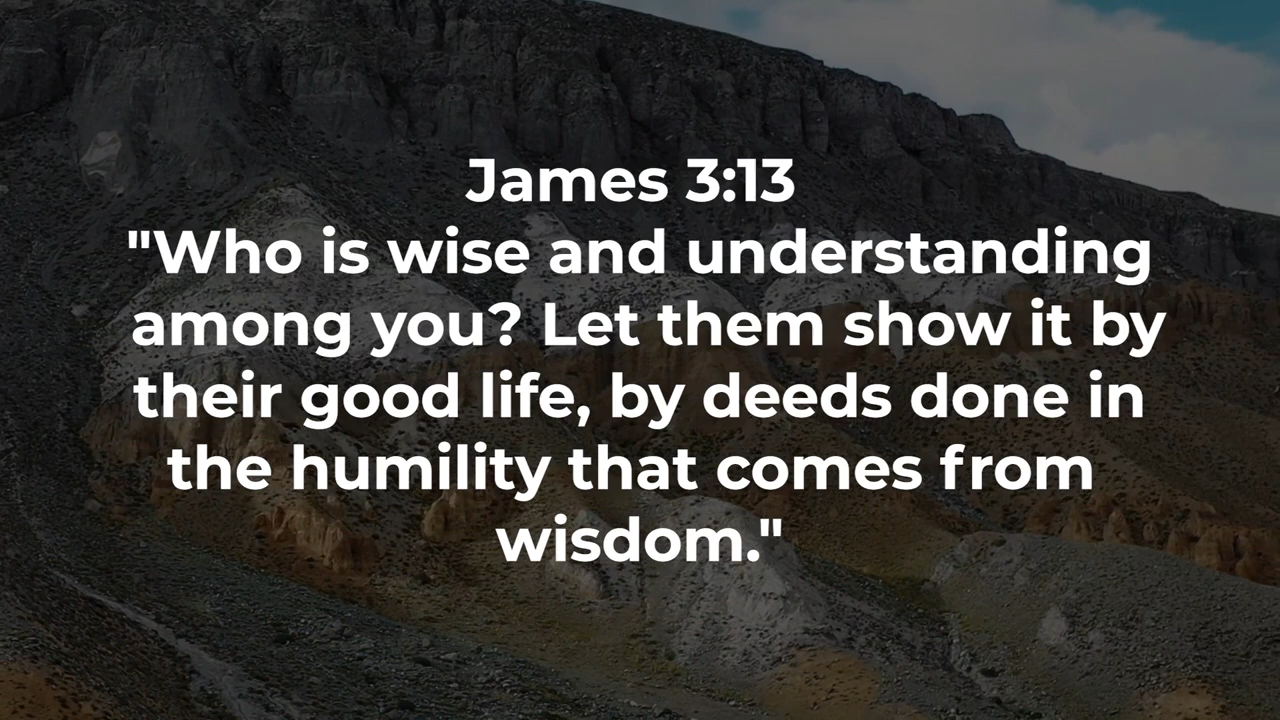 James 3:13
"Who is wise and understanding
among you? Let them show it by
their good life, by deeds done in
the humility that comes from
wisdom."